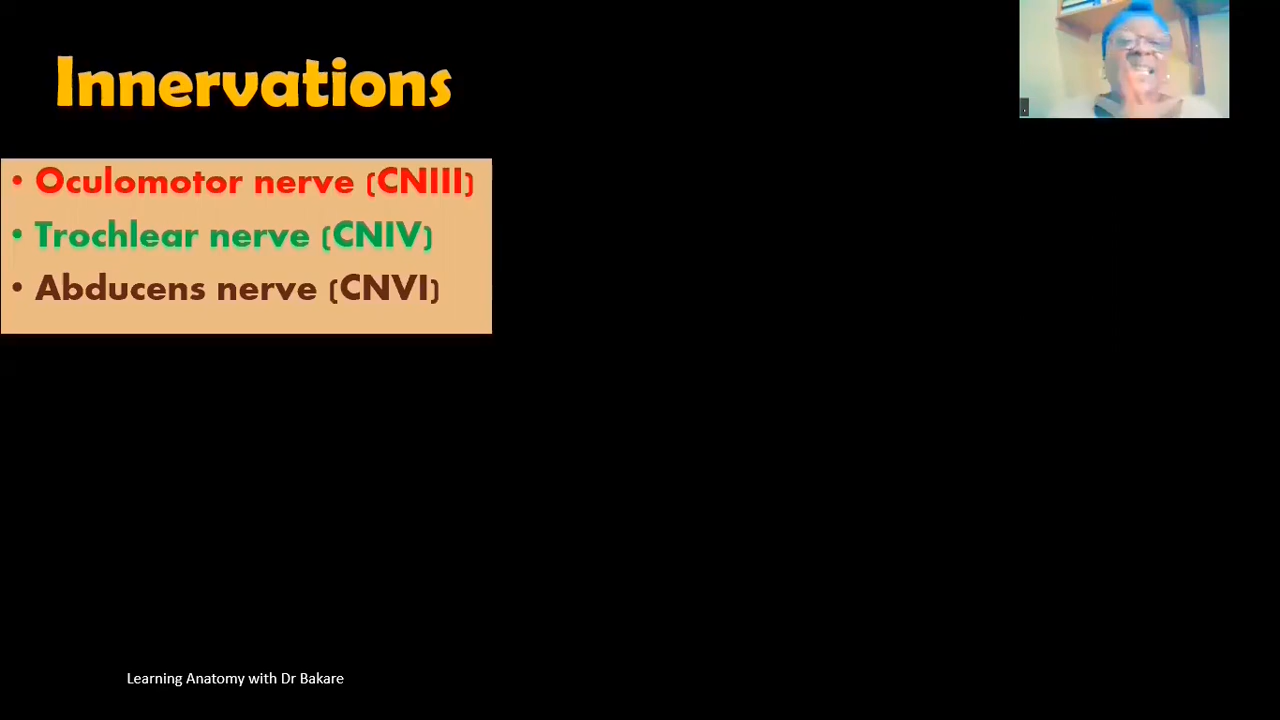 Innervations
• Oculomotor nerve (CNIII)
• Trochlear nerve (CNIV)
• Abducens nerve (CNVI)
Learning Anatomy with Dr Bakare